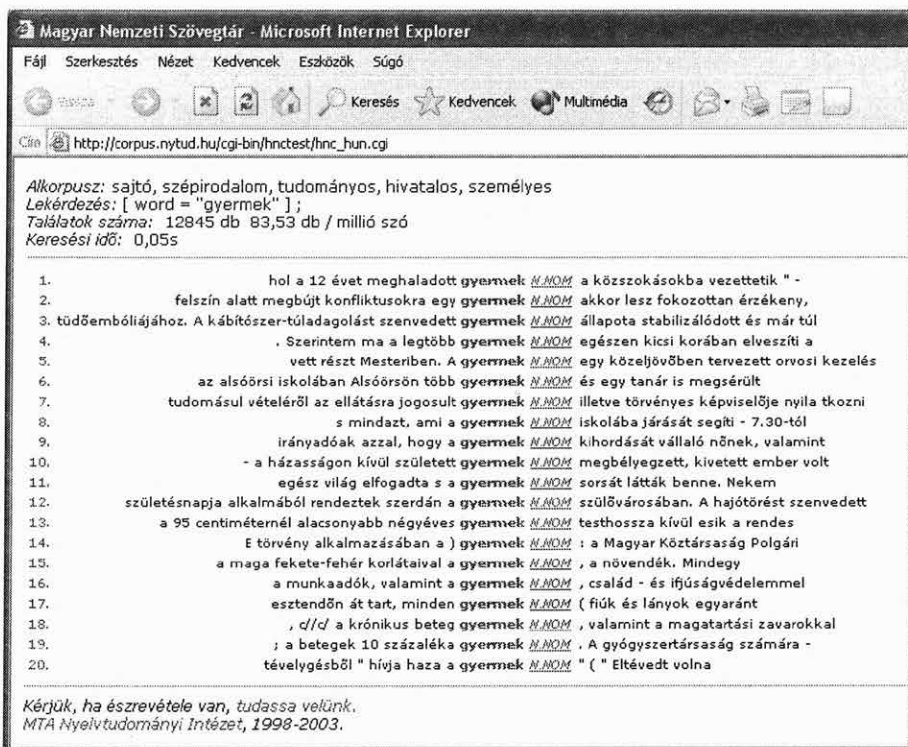 Magyar Nemzeti Szövegtár - Microsoft Internet Explorer
Fájl Szerkesztés Nézet Kedvencek Eszközök Súgó
Vissza Keresés Kedvencek Multimédia
Cím http://corpus.nytud.hu/cgi-bin/hnctest/hnc_hun.cgi
Alkorpusz: sajtó, szépirodalom, tudományos, hivatalos, személyes
Lekérdezés: [ word = "gyermek" ] ;
Találatok száma: 12845 db 83,53 db / millió szó
Keresési idő: 0,05s
1. hol a 12 évet meghaladott gyermek N.NOM a közszokásokba vezettetik " -
2. felszín alatt megbújt konfliktusokra egy gyermek N.NOM akkor lesz fokozottan érzékeny,
3. tüdőembóliájához. A kábítószer-túladagolást szenvedett gyermek N.NOM állapota stabilizálódott és már túl
4. . Szerintem ma a legtöbb gyermek N.NOM egészen kicsi korában elveszíti a
5. vett részt Mesteriben. A gyermek N.NOM egy közeljövőben tervezett orvosi kezelés
6. az alsóörsi iskolában Alsóörsön több gyermek N.NOM és egy tanár is megsérült
7. tudomásul vételéről az ellátásra jogosult gyermek N.NOM illetve törvényes képviselője nyila tkozni
8. s mindazt, ami a gyermek N.NOM iskolába járását segíti - 7.30-tól
9. irányadóak azzal, hogy a gyermek N.NOM kihordását vállaló nőnek, valamint
10. - a házasságon kívül született gyermek N.NOM megbélyegzett, kivetett ember volt
11. egész világ elfogadta s a gyermek N.NOM sorsát látták benne. Nekem
12. születésnapja alkalmából rendeztek szerdán a gyermek N.NOM szülővárosában. A hajótörést szenvedett
13. a 95 centiméternél alacsonyabb négyéves gyermek N.NOM testhossza kívül esik a rendes
14. E törvény alkalmazásában a ) gyermek N.NOM : a Magyar Köztársaság Polgári
15. a maga fekete-fehér korlátaival a gyermek N.NOM , a növendék. Mindegy
16. a munkaadók, valamint a gyermek N.NOM , család - és ifjúságvédelemmel
17. esztendőn át tart, minden gyermek N.NOM ( fiúk és lányok egyaránt
18. , c//c/ a krónikus beteg gyermek N.NOM , valamint a magatartási zavarokkal
19. ; a betegek 10 százaléka gyermek N.NOM . A gyógyszertársaság számára -
20. tévelygésből " hívja haza a gyermek N.NOM " ( " Eltévedt volna
Kérjük, ha észrevétele van, tudassa velünk.
MTA Nyelvtudományi Intézet, 1998-2003.